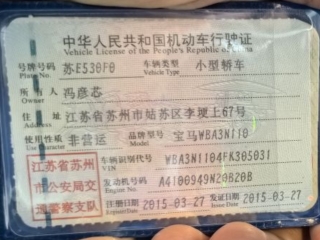 中华人民共和国机动车行驶证
Vehicle License of the People's Republic of China
号牌号码 苏E530F0 车辆类型 小型轿车
Plate No. Vehicle Type
所有人 冯彦芯
Owner
住址 江苏省苏州市姑苏区李堧上67号
Address
使用性质 非营运 品牌型号 宝马WBA3N110
Use Character Model
江苏省苏州 车辆识别代号 WBA3N1104FK305031
VIN
市公安局交 发动机号码 A4100949N20B20B
Engine No.
通警察支队 注册日期 2015-03-27 发证日期 2015-03-27
Register Date Issue Date